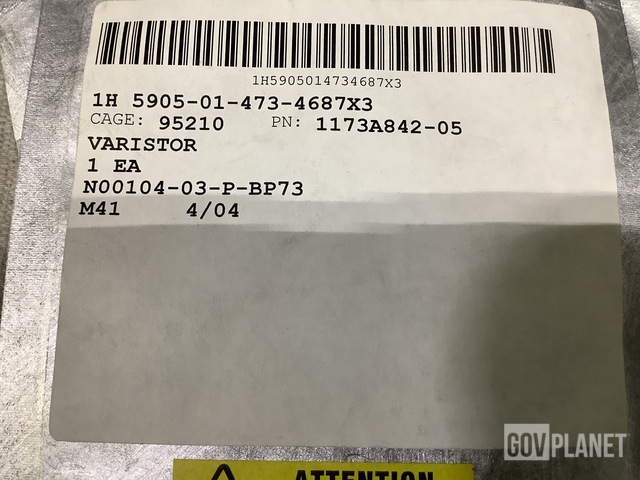 1H5905014734687X3
1H 5905-01-473-4687X3
CAGE: 95210 PN: 1173A842-05
VARISTOR
1 EA
N00104-03-P-BP73
M41 4/04
GOVPLANET
ATTENTION